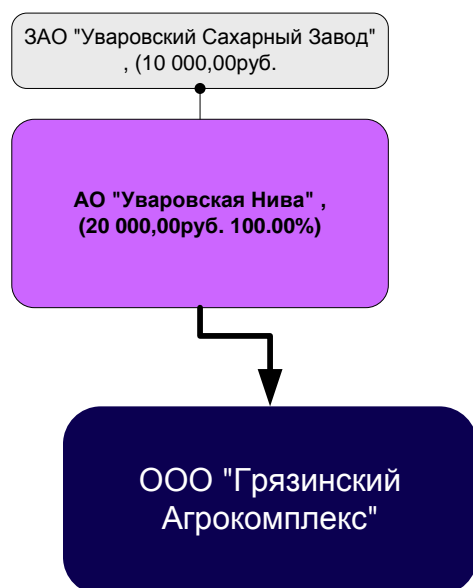 ЗАО "Уваровский Сахарный Завод"
, (10 000,00руб.
АО "Уваровская Нива" ,
(20 000,00руб. 100.00%)
ООО "Грязинский
Агрокомплекс"